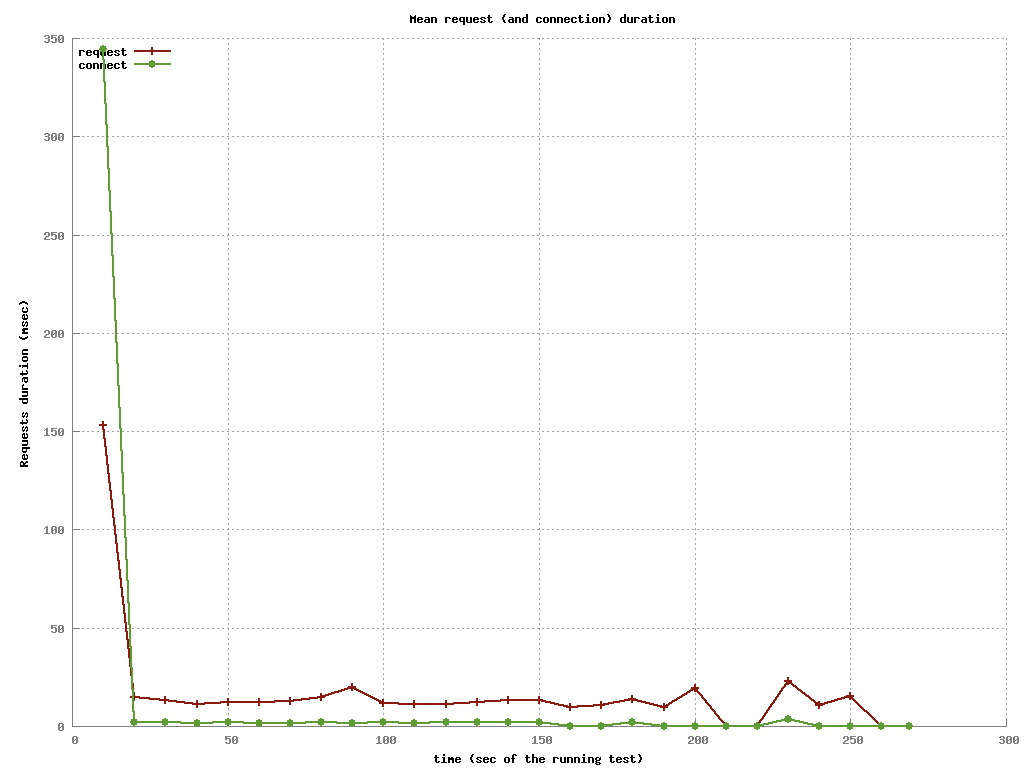 Mean request (and connection) duration
350
request
connect
300
250
200
150
100
50
0
Requests duration (msec)
0 50 100 150 200 250 300
time (sec of the running test)